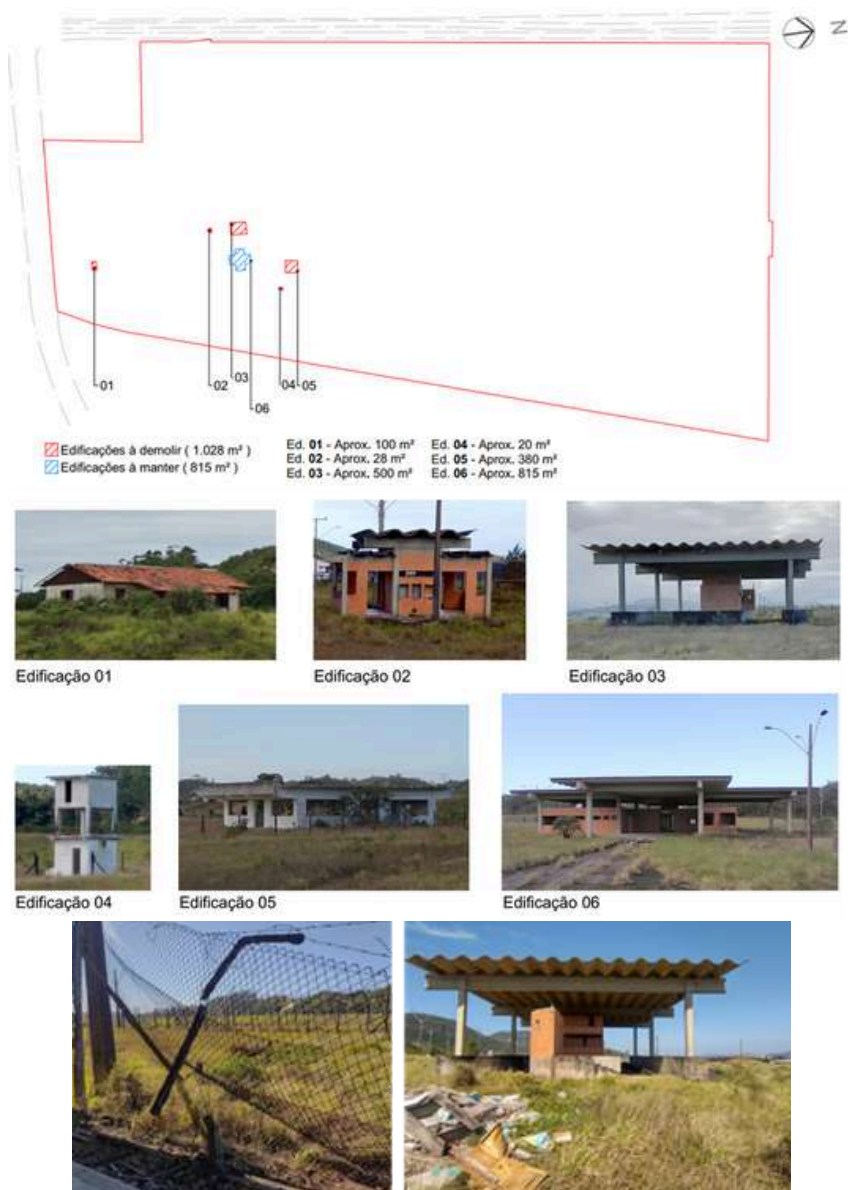 N
01
02
03
06
04
05
Edificações à demolir ( 1.028 m² )
Edificações à manter ( 815 m² )
Ed. 01 - Aprox. 100 m²
Ed. 02 - Aprox. 28 m²
Ed. 03 - Aprox. 500 m²
Ed. 04 - Aprox. 20 m²
Ed. 05 - Aprox. 380 m²
Ed. 06 - Aprox. 815 m²
Edificação 01
Edificação 02
Edificação 03
Edificação 04
Edificação 05
Edificação 06